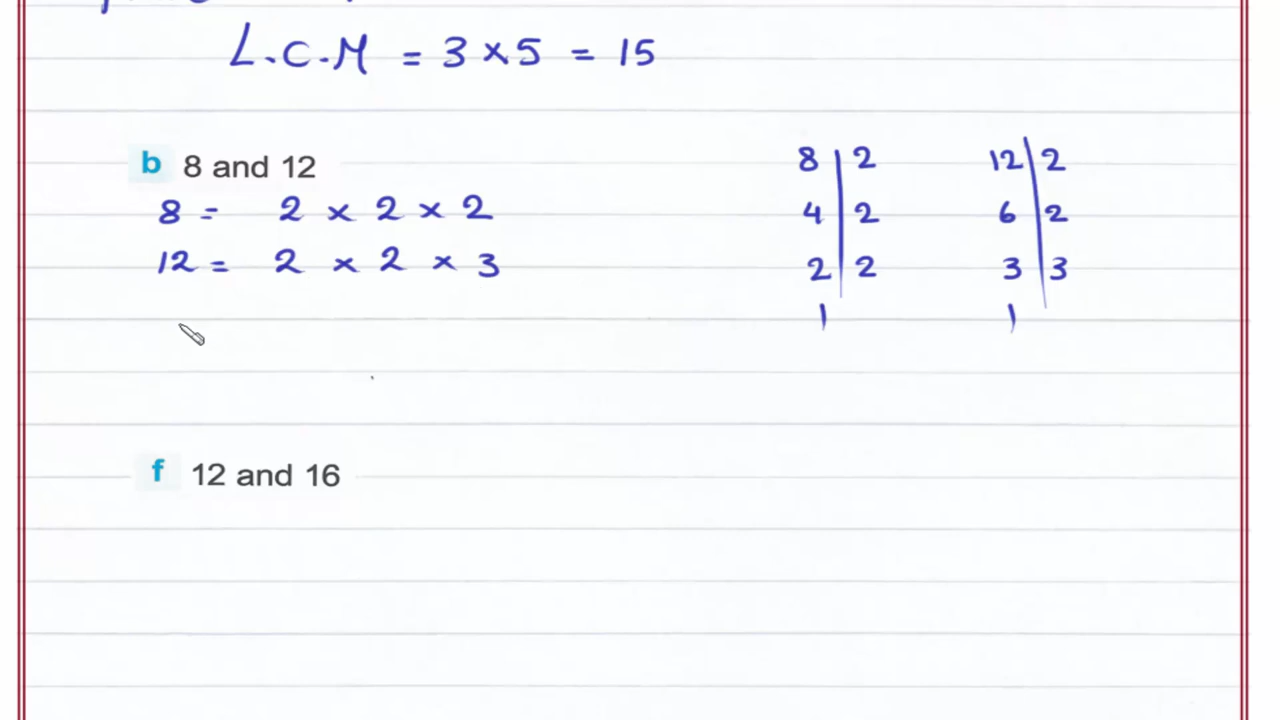 L.C.M = 3 × 5 = 15
b 8 and 12
8 = 2 × 2 × 2
12 = 2 × 2 × 3
8 | 2
4 | 2
2 | 2
1
12 | 2
6 | 2
3 | 3
1
f 12 and 16